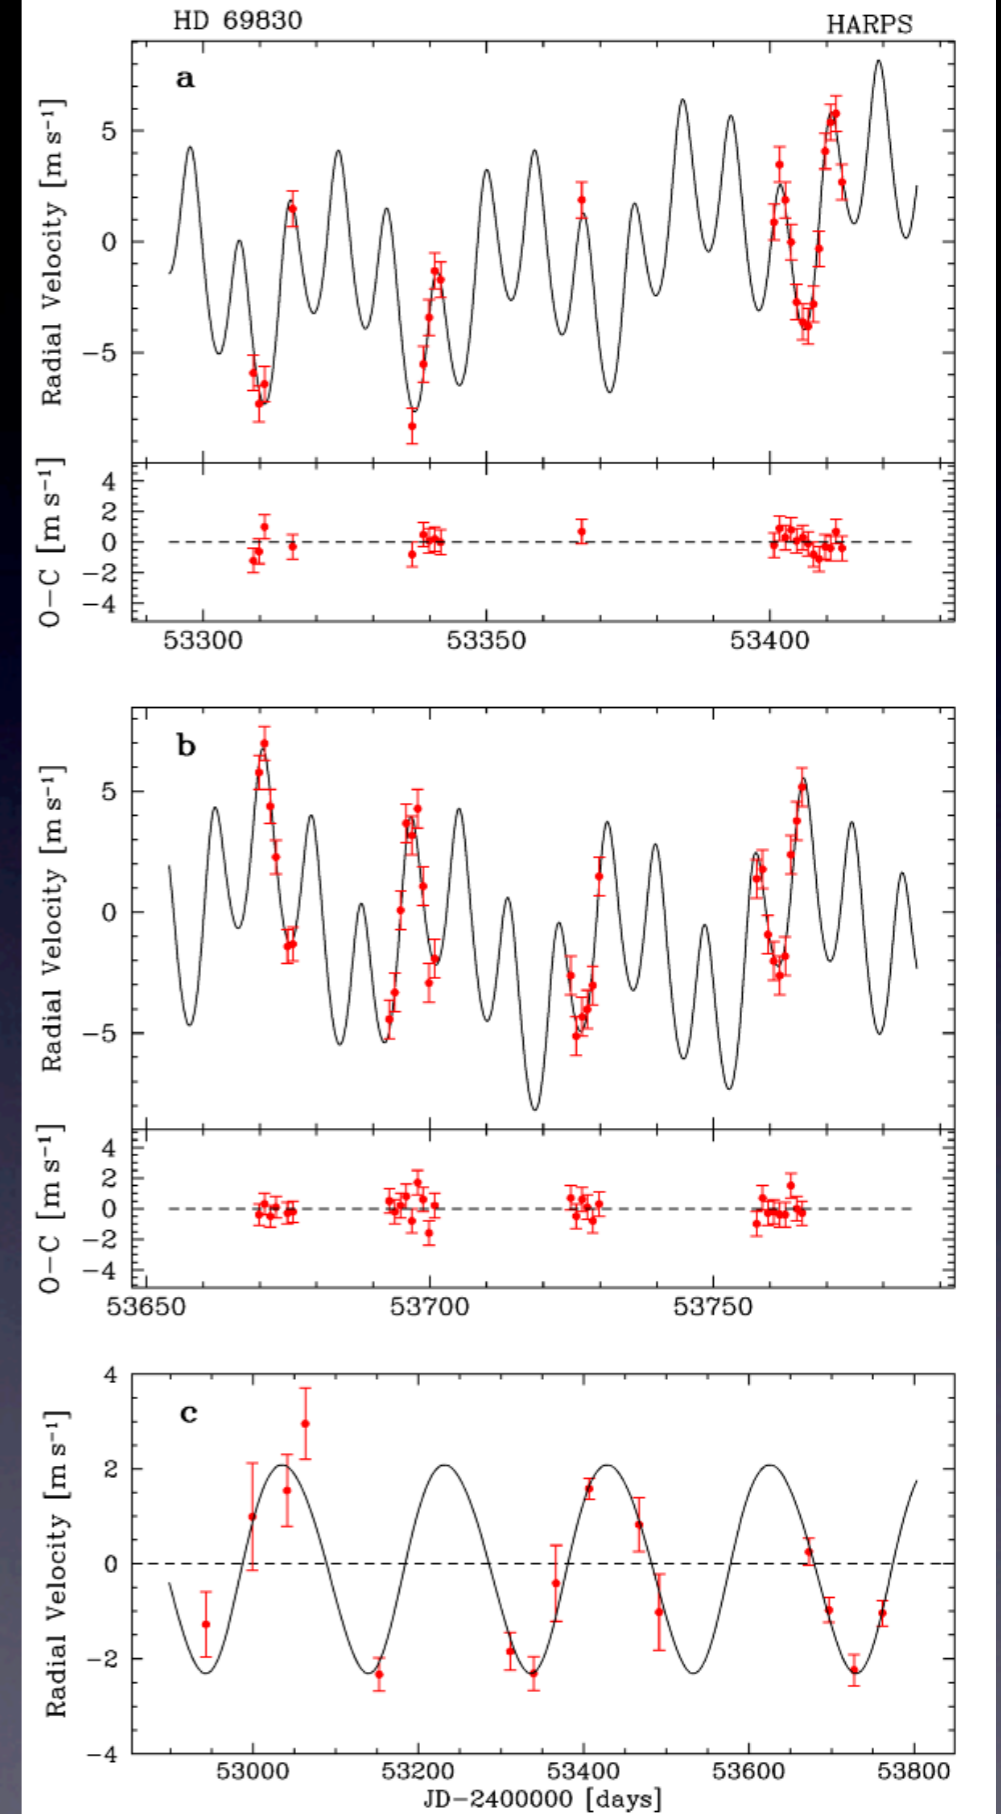 HD 69830 HARPS
a
Radial Velocity [m s⁻¹]
5
0
−5
O−C [m s⁻¹]
4
2
0
−2
−4
53300 53350 53400
b
Radial Velocity [m s⁻¹]
5
0
−5
O−C [m s⁻¹]
4
2
0
−2
−4
53650 53700 53750
c
Radial Velocity [m s⁻¹]
4
2
0
−2
−4
53000 53200 53400 53600 53800
JD−2400000 [days]